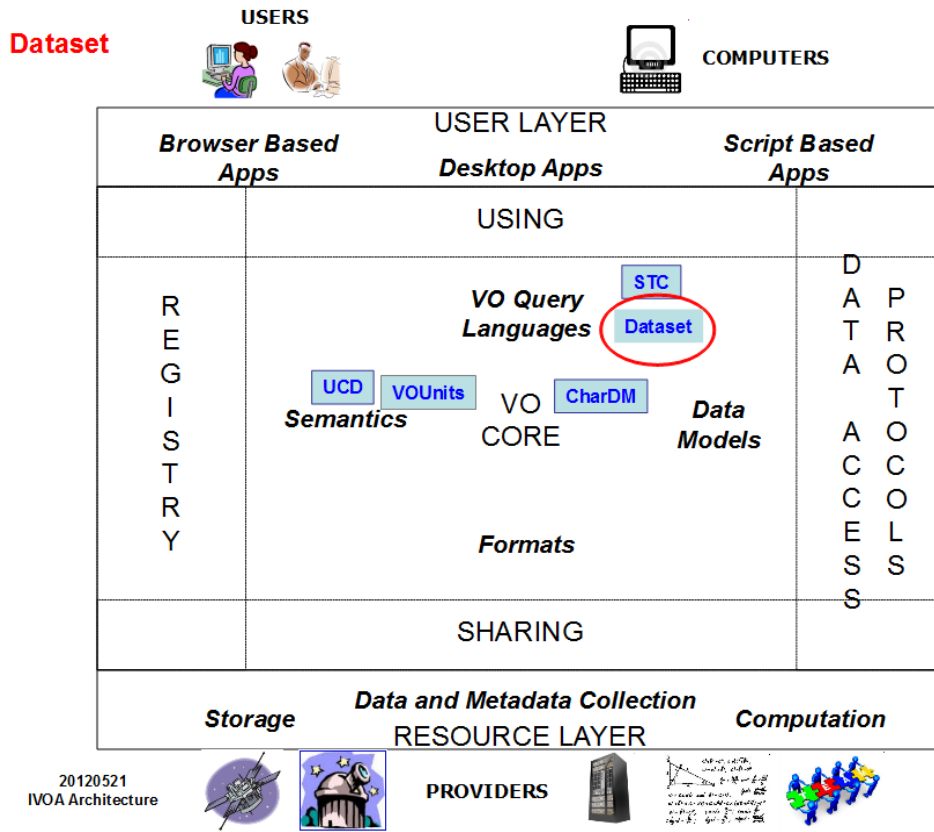 Dataset
USERS
COMPUTERS
USER LAYER
Browser Based
Apps
Desktop Apps
Script Based
Apps
USING
REGISTRY
VO Query
Languages
STC
Dataset
UCD
VOUnits
Semantics
VO
CORE
CharDM
Data
Models
Formats
DATA ACCESS
PROTOCOLS
SHARING
Storage
Data and Metadata Collection
RESOURCE LAYER
Computation
20120521
IVOA Architecture
PROVIDERS